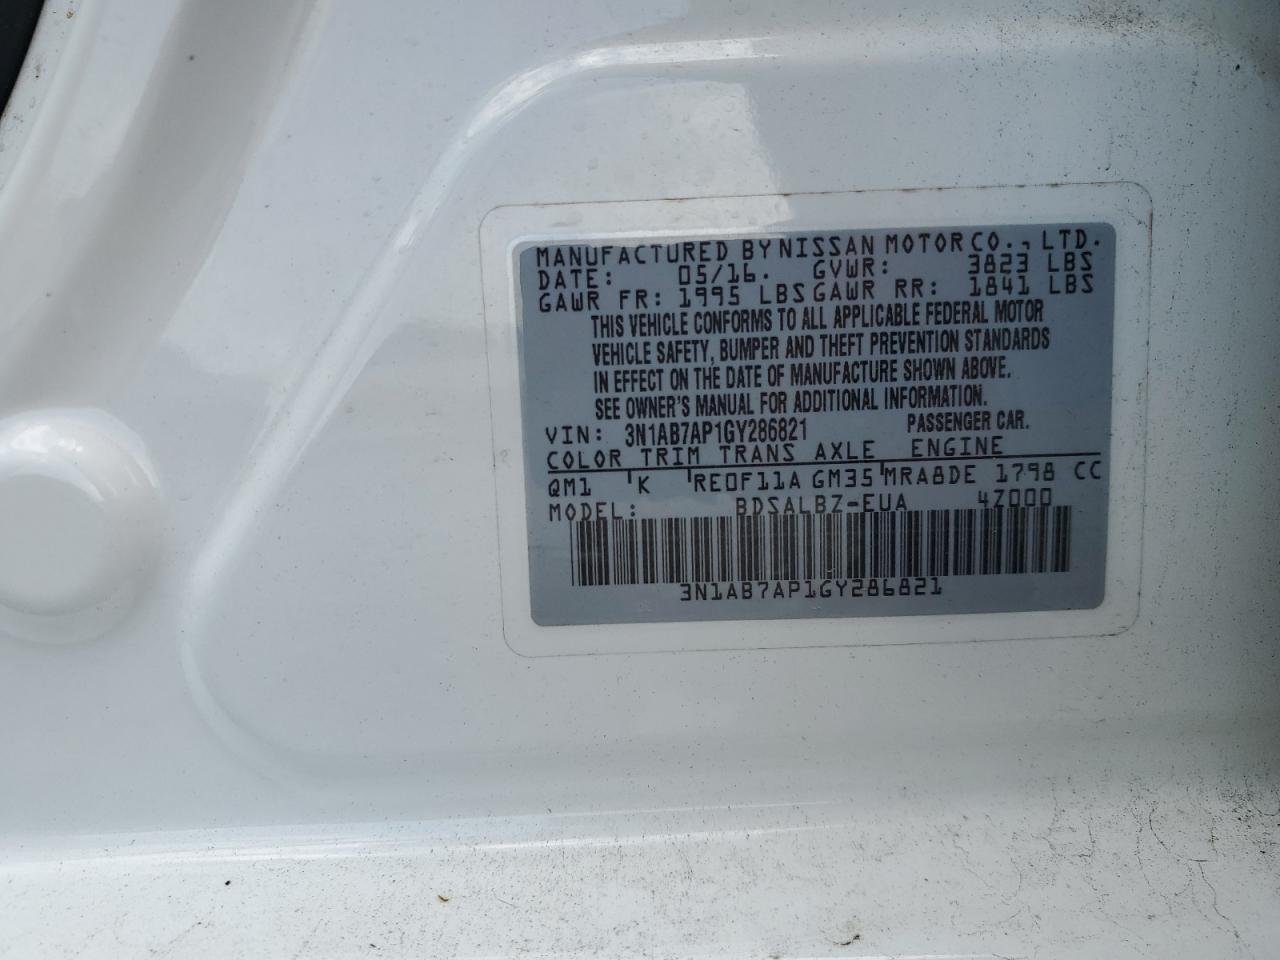 MANUFACTURED BY NISSAN MOTOR CO., LTD.
DATE: 05/16. GVWR: 3823 LBS
GAWR FR: 1995 LBS GAWR RR: 1841 LBS
THIS VEHICLE CONFORMS TO ALL APPLICABLE FEDERAL MOTOR
VEHICLE SAFETY, BUMPER AND THEFT PREVENTION STANDARDS
IN EFFECT ON THE DATE OF MANUFACTURE SHOWN ABOVE.
SEE OWNER'S MANUAL FOR ADDITIONAL INFORMATION.
VIN: 3N1AB7AP1GY286821 PASSENGER CAR.
COLOR TRIM TRANS AXLE ENGINE
QM1 K RE0F11A GM35 MRA8DE 1798 CC
MODEL: BDSALBZ-EUA 4Z000
3N1AB7AP1GY286821